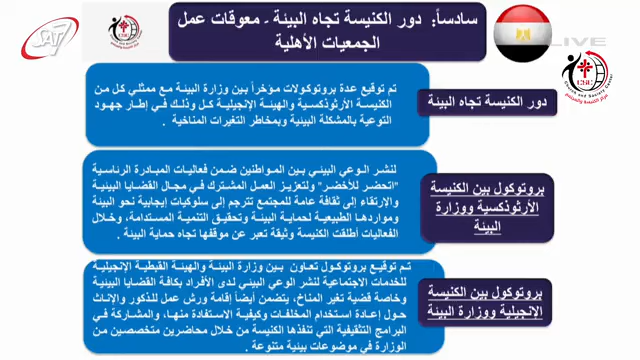 سادساً: دور الكنيسة تجاه البيئة - معوقات عمل
الجمعيات الأهلية
SAT7
LIVE
CSC
Church and Society Center
دور الكنيسة تجاه البيئة
تم توقيع عدة بروتوكولات مؤخراً بين وزارة البيئة مع ممثلي كل من
الكنيسة الأرثوذكسية والهيئة الإنجيلية كل وذلك في إطار جهود
التوعية بالمشكلة البيئية وبمخاطر التغيرات المناخية .
بروتوكول بين الكنيسة
الأرثوذكسية ووزارة
البيئة
لنشر الوعي البيئي بين المواطنين ضمن فعاليات المبادرة الرئاسية
"اتحضر للأخضر" ولتعزيز العمل المشترك في مجال القضايا البيئية
والإرتقاء إلى ثقافة عامة للمجتمع تترجم إلى سلوكيات إيجابية نحو البيئة
ومواردها الطبيعية لحماية البيئة وتحقيق التنمية المستدامة، وخلال
الفعاليات أطلقت الكنيسة وثيقة تعبر عن موقفها تجاه حماية البيئة .
بروتوكول بين الكنيسة
الإنجيلية ووزارة البيئة
تم توقيع بروتوكول تعاون بين وزارة البيئة والهيئة القبطية الإنجيلية
للخدمات الاجتماعية لنشر الوعي البيئي لدى الأفراد بكافة القضايا البيئية
وخاصة قضية تغير المناخ، يتضمن أيضاً إقامة ورش عمل للذكور والإناث
حول إعادة استخدام المخلفات وكيفية الاستفادة منها، والمشاركة في
البرامج التثقيفية التي تنفذها الكنيسة من خلال محاضرين متخصصين من
الوزارة في موضوعات بيئية متنوعة .